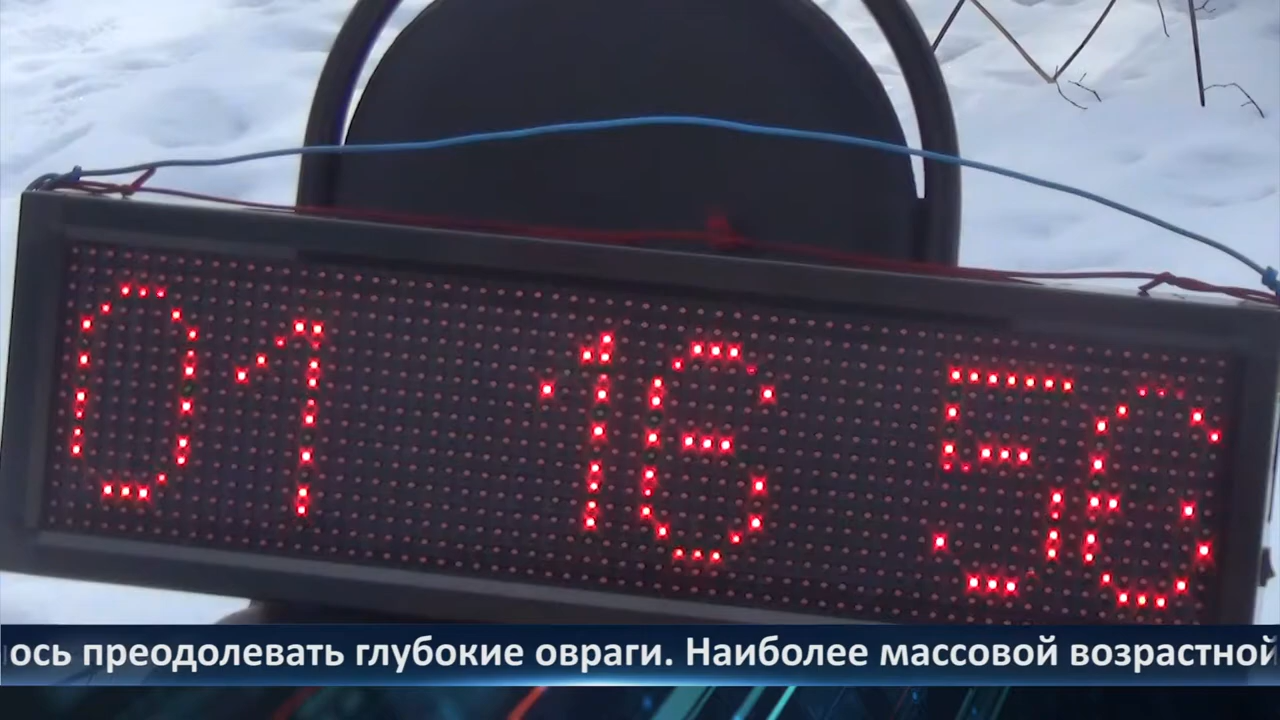 01 16 56
ось преодолевать глубокие овраги. Наиболее массовой возрастной